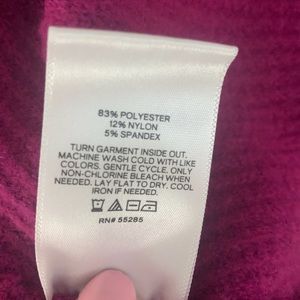 83% POLYESTER
12% NYLON
5% SPANDEX
TURN GARMENT INSIDE OUT.
MACHINE WASH COLD WITH LIKE
COLORS. GENTLE CYCLE. ONLY
NON-CHLORINE BLEACH WHEN
NEEDED. LAY FLAT TO DRY. COOL
IRON IF NEEDED.
RN# 55285